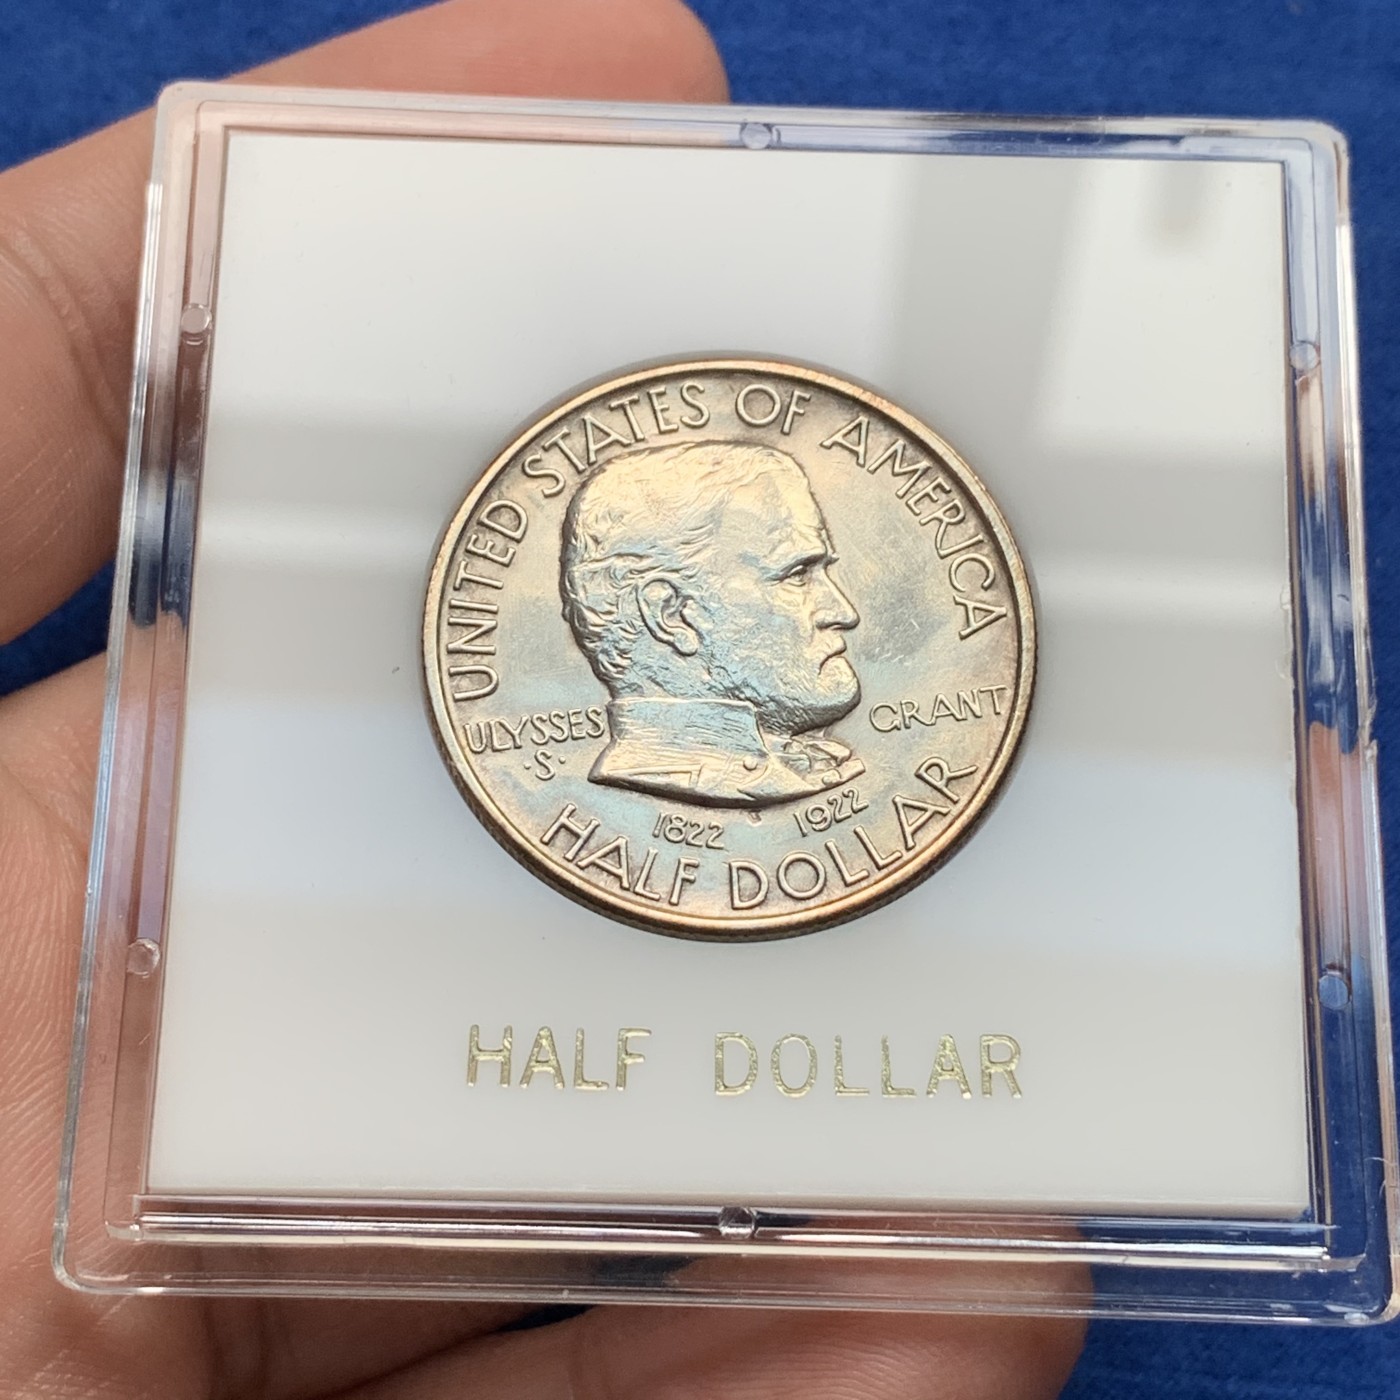 UNITED STATES OF AMERICA
ULYSSES
·S·
GRANT
1822 1922
HALF DOLLAR
HALF DOLLAR